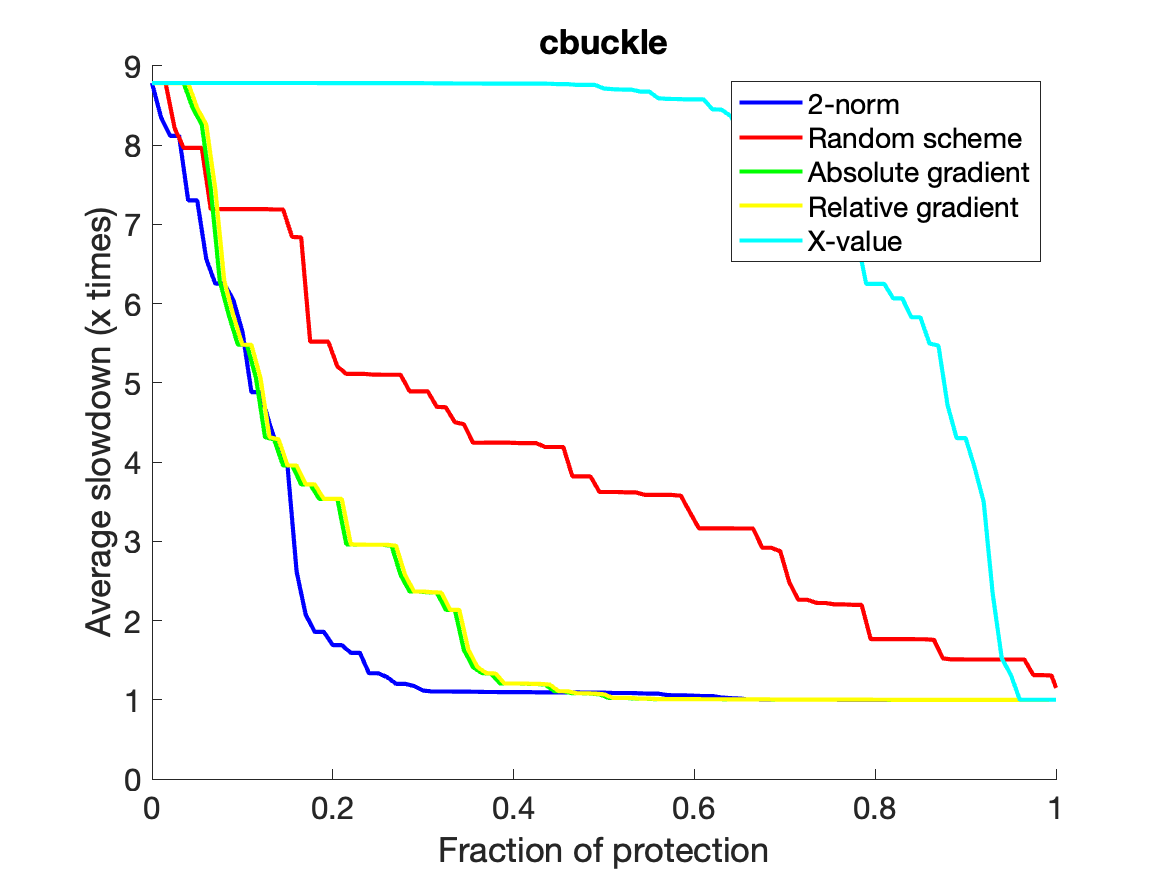 cbuckle
9
8
7
6
5
4
3
2
1
0
Average slowdown (x times)
2-norm
Random scheme
Absolute gradient
Relative gradient
X-value
0
0.2
0.4
0.6
0.8
1
Fraction of protection